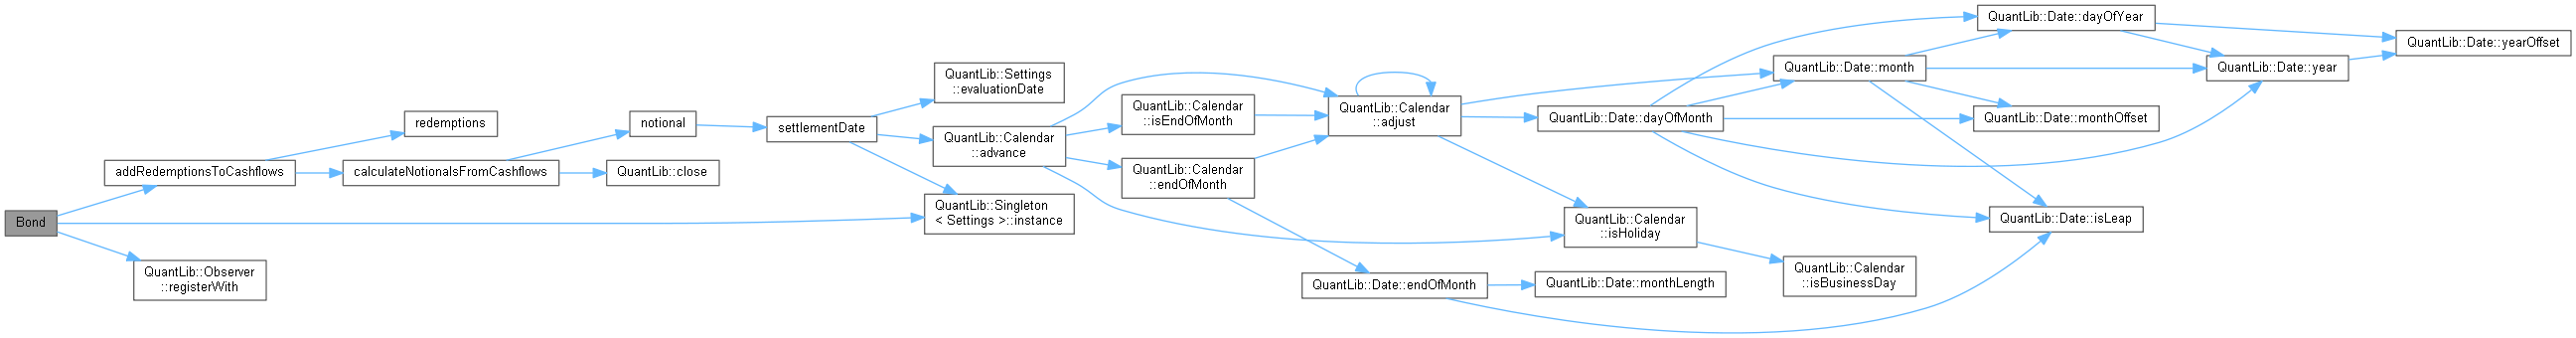 Bond
addRedemptionsToCashflows
QuantLib::Observer
::registerWith
redemptions
calculateNotionalsFromCashflows
notional
QuantLib::close
settlementDate
QuantLib::Settings
::evaluationDate
QuantLib::Calendar
::advance
QuantLib::Singleton
< Settings >::instance
QuantLib::Calendar
::isEndOfMonth
QuantLib::Calendar
::endOfMonth
QuantLib::Calendar
::adjust
QuantLib::Date::endOfMonth
QuantLib::Date::dayOfMonth
QuantLib::Calendar
::isHoliday
QuantLib::Date::monthLength
QuantLib::Date::month
QuantLib::Calendar
::isBusinessDay
QuantLib::Date::dayOfYear
QuantLib::Date::monthOffset
QuantLib::Date::isLeap
QuantLib::Date::year
QuantLib::Date::yearOffset